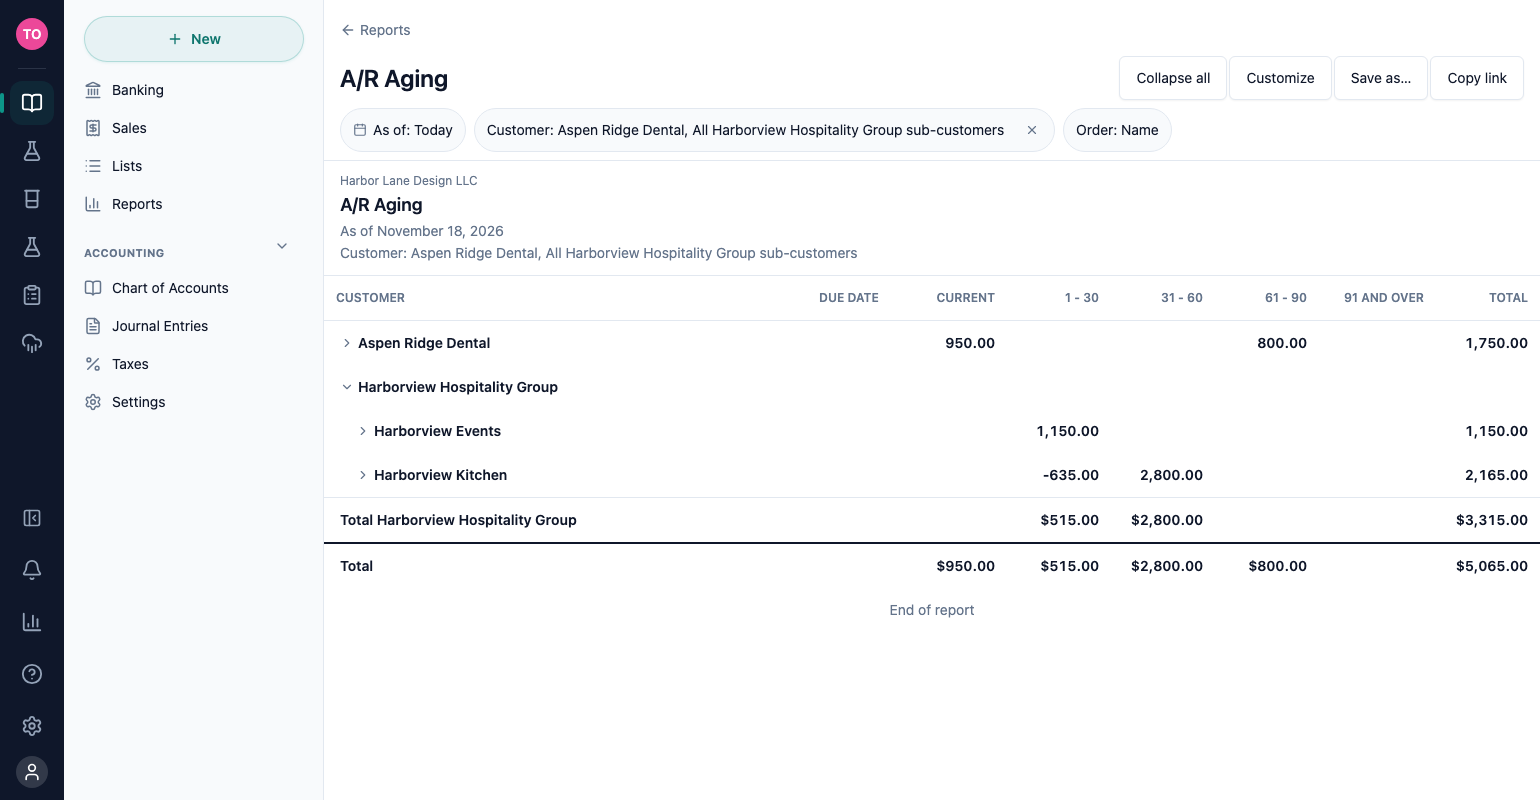 TO
New
Banking
Sales
Lists
Reports
ACCOUNTING
Chart of Accounts
Journal Entries
Taxes
Settings
Reports
A/R Aging
Collapse all
Customize
Save as...
Copy link
As of: Today
Customer: Aspen Ridge Dental, All Harborview Hospitality Group sub-customers
Order: Name
Harbor Lane Design LLC
A/R Aging
As of November 18, 2026
Customer: Aspen Ridge Dental, All Harborview Hospitality Group sub-customers
CUSTOMER DUE DATE CURRENT 1 - 30 31 - 60 61 - 90 91 AND OVER TOTAL
Aspen Ridge Dental 950.00 800.00 1,750.00
Harborview Hospitality Group
Harborview Events 1,150.00 1,150.00
Harborview Kitchen -635.00 2,800.00 2,165.00
Total Harborview Hospitality Group $515.00 $2,800.00 $3,315.00
Total $950.00 $515.00 $2,800.00 $800.00 $5,065.00
End of report